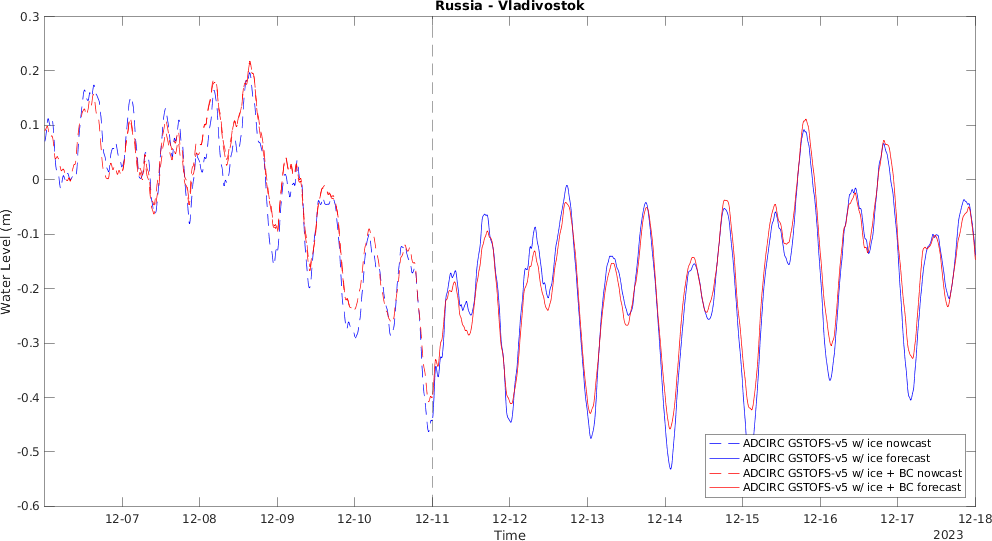 Russia - Vladivostok
0.3
0.2
0.1
0
-0.1
-0.2
-0.3
-0.4
-0.5
-0.6
Water Level (m)
ADCIRC GSTOFS-v5 w/ ice nowcast
ADCIRC GSTOFS-v5 w/ ice forecast
ADCIRC GSTOFS-v5 w/ ice + BC nowcast
ADCIRC GSTOFS-v5 w/ ice + BC forecast
12-07 12-08 12-09 12-10 12-11 12-12 12-13 12-14 12-15 12-16 12-17 12-18
Time
2023